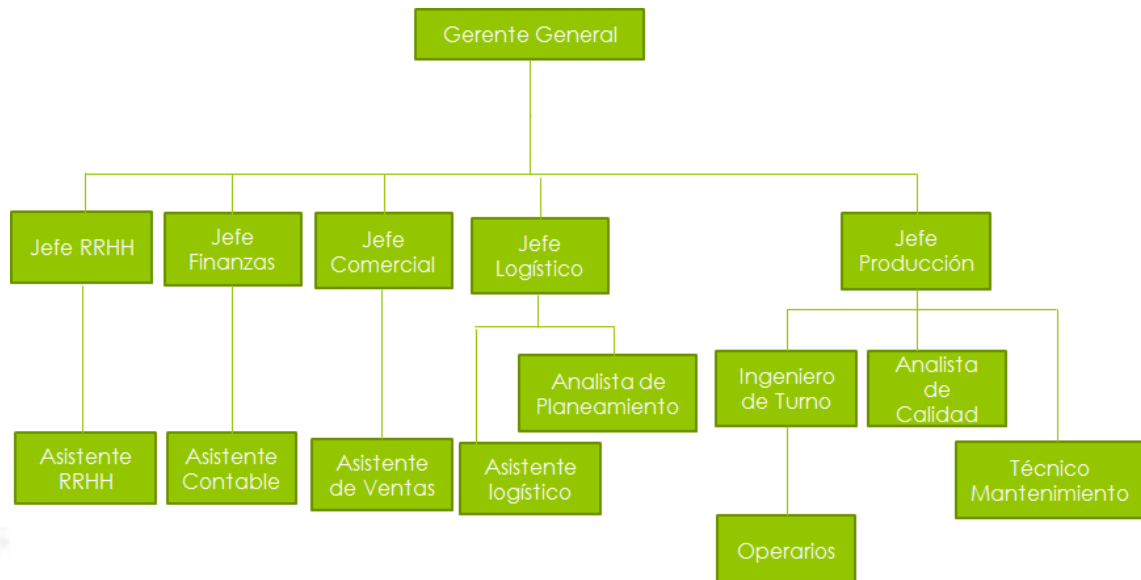 Gerente General
Jefe RRHH
Jefe
Finanzas
Jefe
Comercial
Jefe
Logístico
Jefe
Producción
Analista de
Planeamiento
Ingeniero
de Turno
Analista
de
Calidad
Asistente
RRHH
Asistente
Contable
Asistente
de Ventas
Asistente
logístico
Técnico
Mantenimiento
Operarios